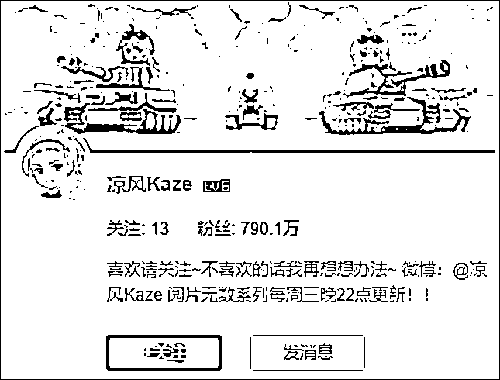 凉风Kaze LV6
关注: 13 粉丝: 790.1万
喜欢请关注~不喜欢的话我再想想办法~ 微博：@凉
风Kaze 阅片无数系列每周三晚22点更新！！
发消息